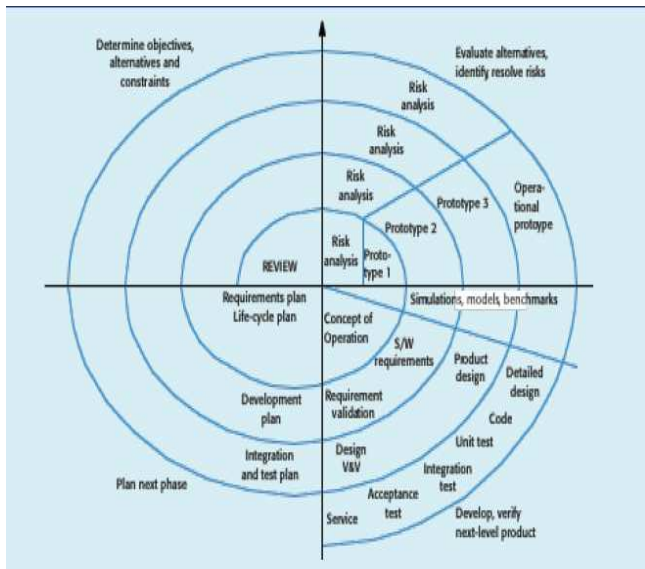 Determine objectives,
alternatives and
constraints
Evaluate alternatives,
identify resolve risks
Risk
analysis
Risk
analysis
Risk
analysis
Risk
analysis
Proto-
type 1
Prototype 2
Prototype 3
Opera-
tional
protoype
REVIEW
Requirements plan
Life-cycle plan
Simulations, models, benchmarks
Concept of
Operation
S/W
requirements
Product
design
Detailed
design
Development
plan
Requirement
validation
Code
Unit test
Integration
and test plan
Design
V&V
Integration
test
Plan next phase
Acceptance
test
Service
Develop, verify
next-level product